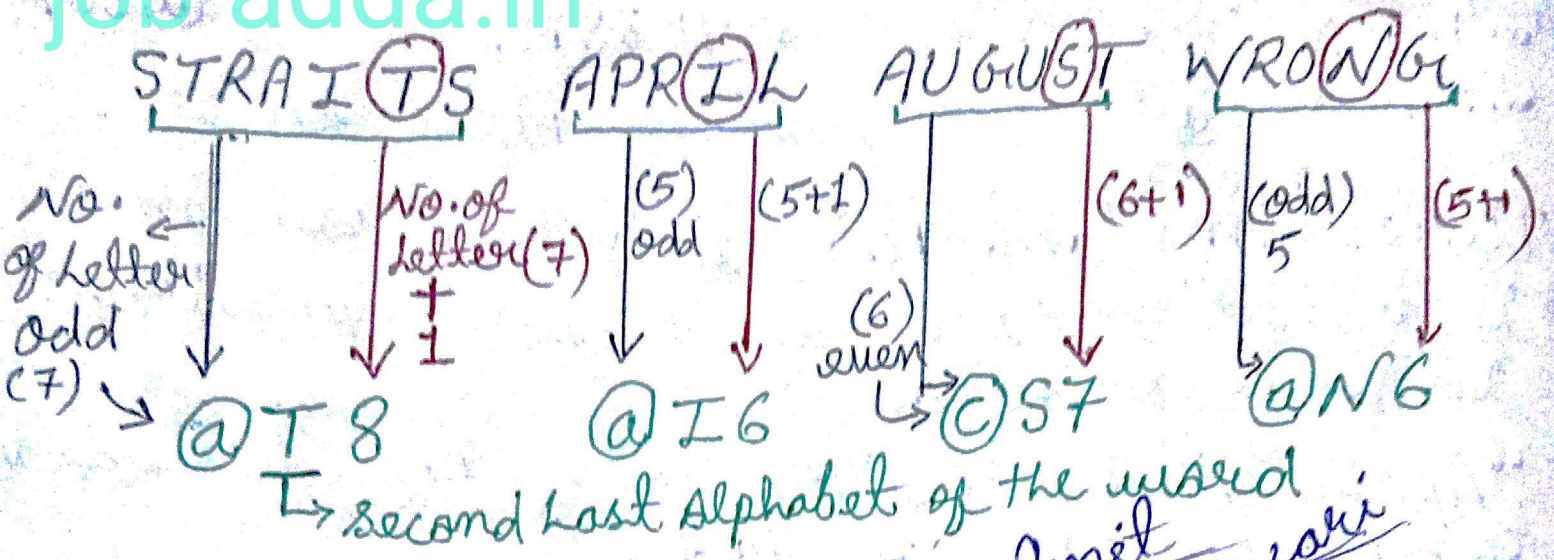 job adda.in
STRAITS APRIL AUGUST WRONG
No. of Letter odd (7)
No. of Letter (7) + 1
(5) odd
(5+1)
(6) even
(6+1)
(odd) 5
(5+1)
@T8 @I6 ©S7 @N6
Second Last Alphabet of the word